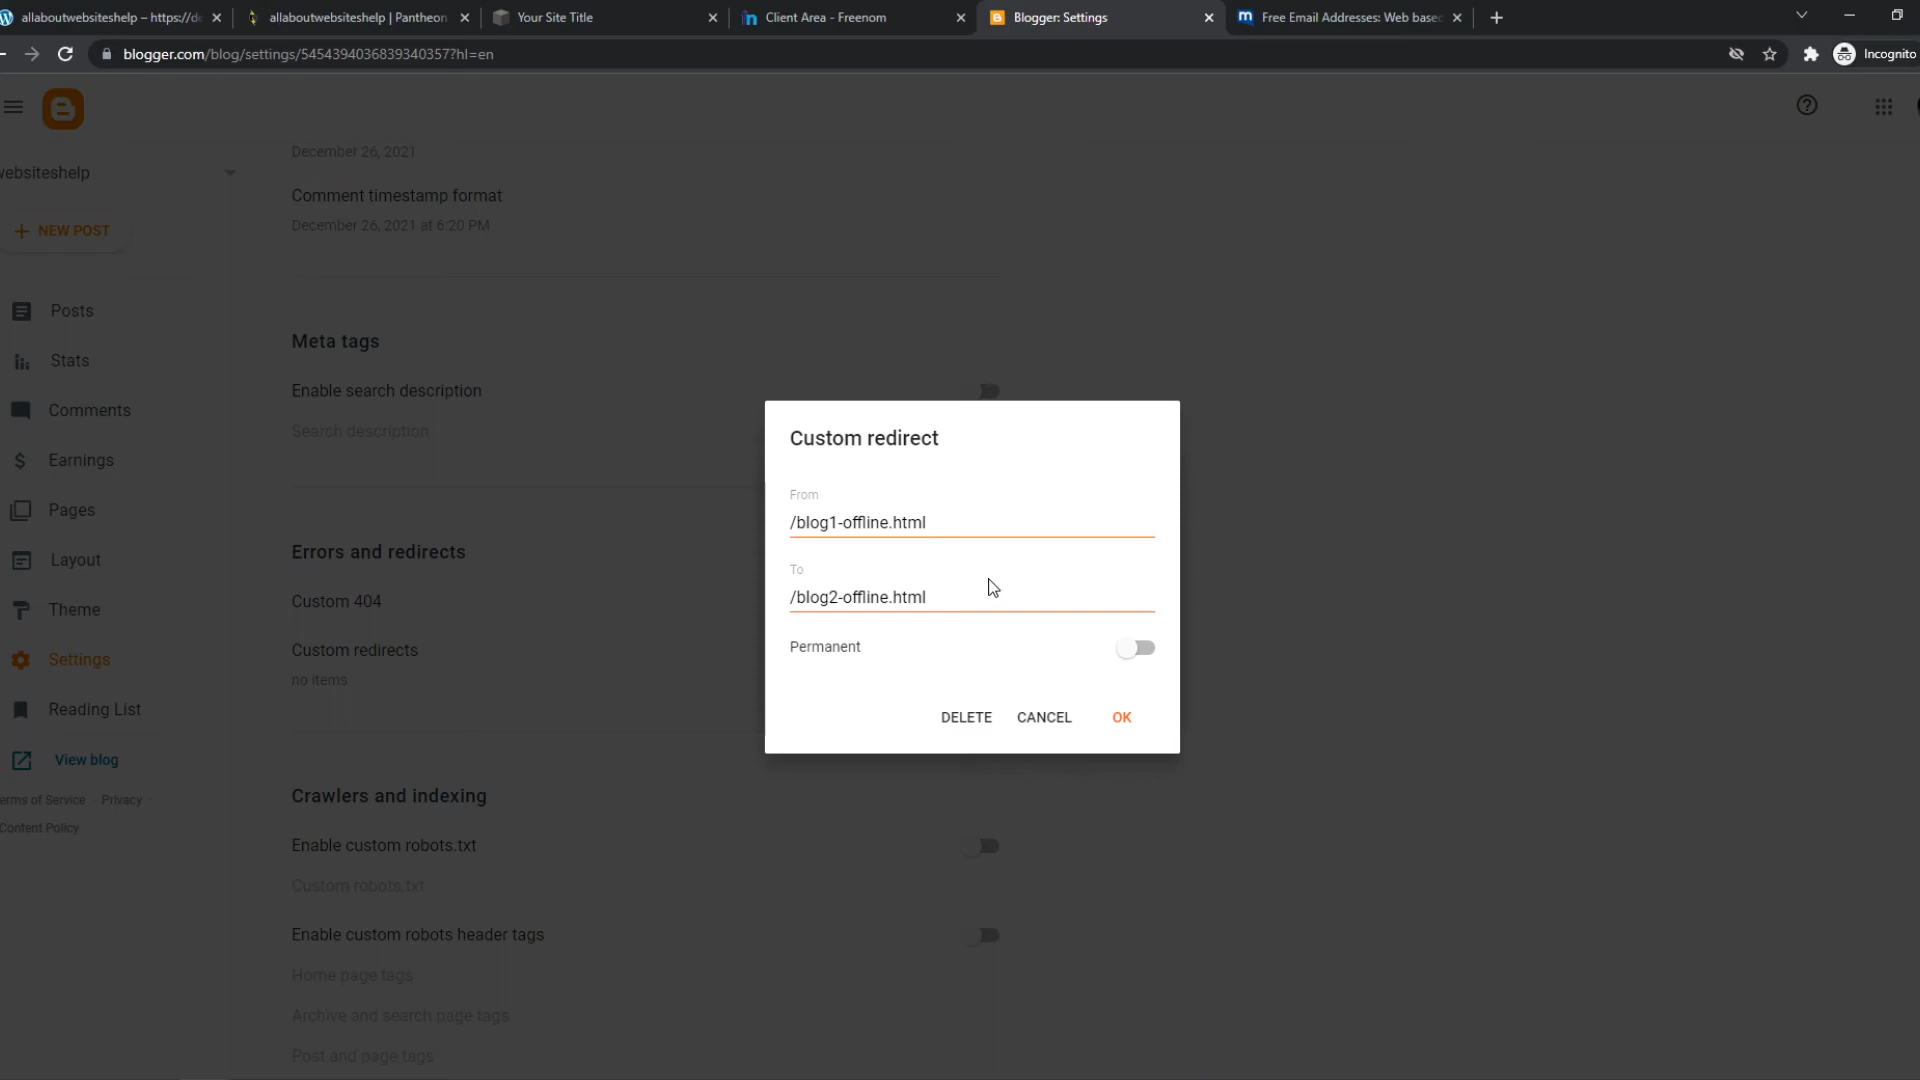 allaboutwebsiteshelp – https://de
allaboutwebsiteshelp | Pantheon
Your Site Title
Client Area - Freenom
Blogger: Settings
Free Email Addresses: Web based
blogger.com/blog/settings/5454394036839340357?hl=en
Incognito
websiteshelp
NEW POST
Posts
Stats
Comments
Earnings
Pages
Layout
Theme
Settings
Reading List
View blog
erms of Service · Privacy ·
Content Policy
December 26, 2021
Comment timestamp format
December 26, 2021 at 6:20 PM
Meta tags
Enable search description
Search description
Errors and redirects
Custom 404
Custom redirects
no items
Crawlers and indexing
Enable custom robots.txt
Custom robots.txt
Enable custom robots header tags
Home page tags
Archive and search page tags
Post and page tags
Custom redirect
From
/blog1-offline.html
To
/blog2-offline.html
Permanent
DELETE CANCEL OK